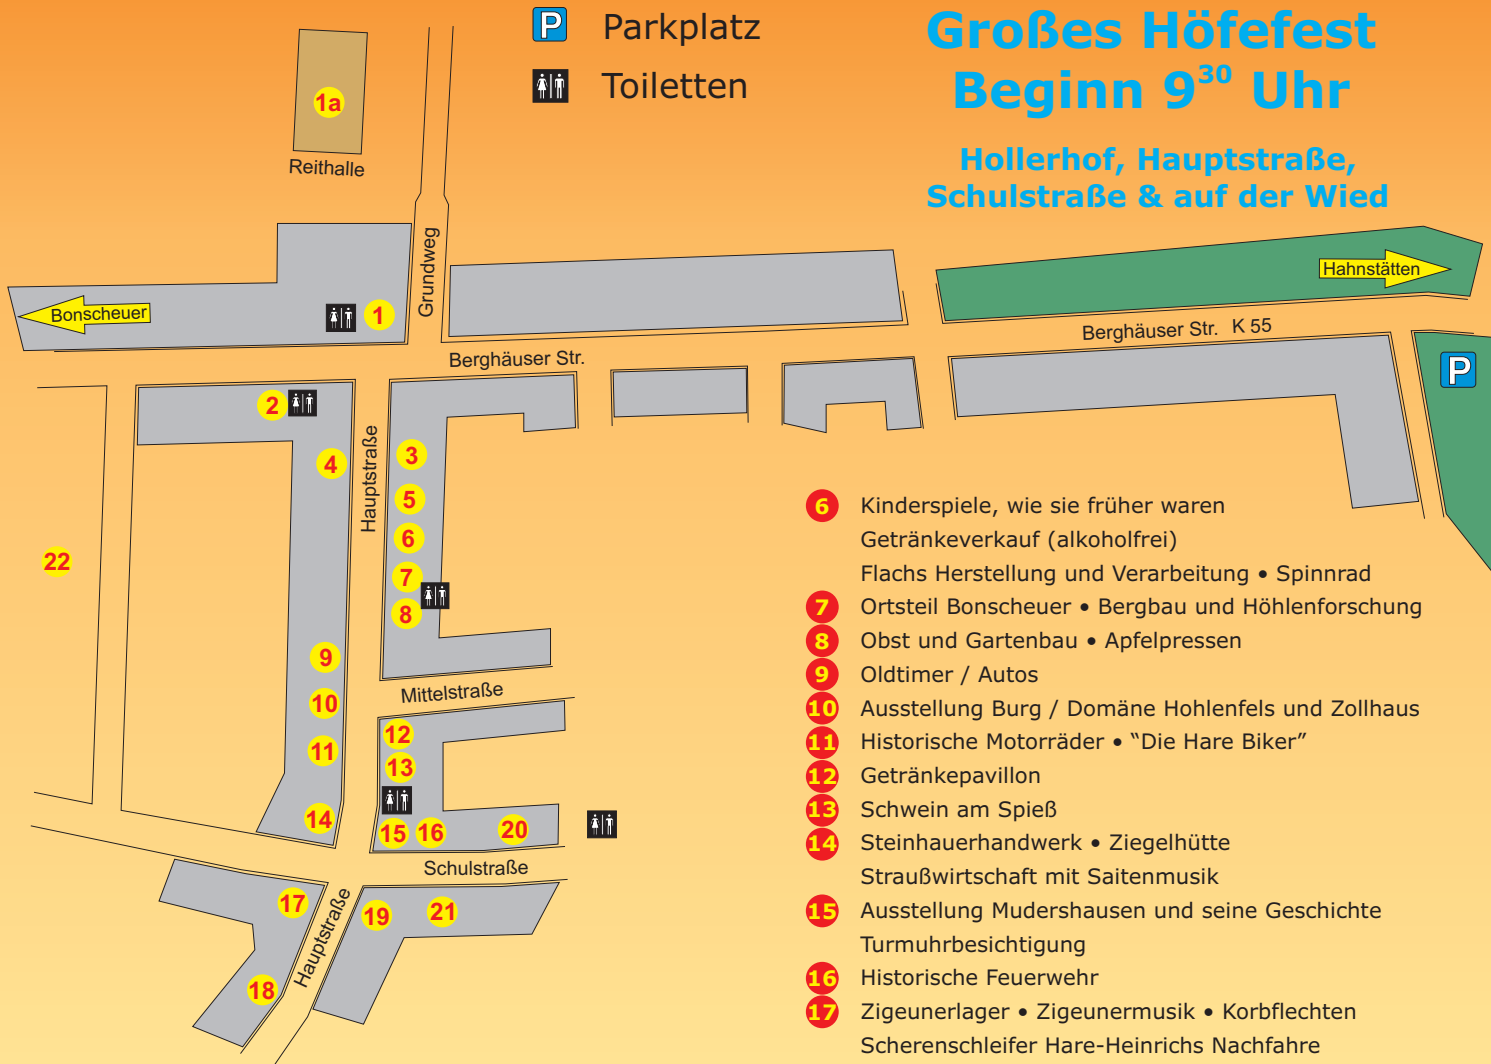 P Parkplatz
Toiletten
Großes Höfefest
Beginn 9³⁰ Uhr
Hollerhof, Hauptstraße,
Schulstraße & auf der Wied
1a
Reithalle
Grundweg
Hahnstätten
Bonscheuer
1
Berghäuser Str. K 55
Berghäuser Str.
P
2
Hauptstraße
3
4
5
6
7
8
22
9
10
11
Mittelstraße
12
13
14
15
16
20
Schulstraße
17
Hauptstraße
19
21
18
6 Kinderspiele, wie sie früher waren
Getränkeverkauf (alkoholfrei)
Flachs Herstellung und Verarbeitung • Spinnrad
7 Ortsteil Bonscheuer • Bergbau und Höhlenforschung
8 Obst und Gartenbau • Apfelpressen
9 Oldtimer / Autos
10 Ausstellung Burg / Domäne Hohlenfels und Zollhaus
11 Historische Motorräder • “Die Hare Biker”
12 Getränkepavillon
13 Schwein am Spieß
14 Steinhauerhandwerk • Ziegelhütte
Straußwirtschaft mit Saitenmusik
15 Ausstellung Mudershausen und seine Geschichte
Turmuhrbesichtigung
16 Historische Feuerwehr
17 Zigeunerlager • Zigeunermusik • Korbflechten
Scherenschleifer Hare-Heinrichs Nachfahre